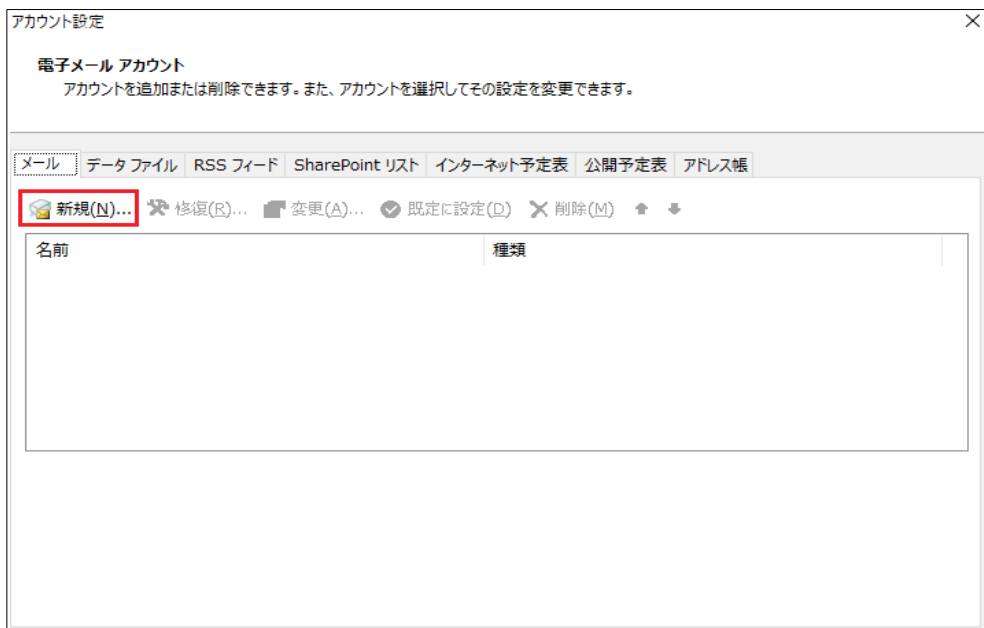 アカウント設定
電子メール アカウント
アカウントを追加または削除できます。また、アカウントを選択してその設定を変更できます。
メール データ ファイル RSS フィード SharePoint リスト インターネット予定表 公開予定表 アドレス帳
新規(N)... 修復(R)... 変更(A)... 既定に設定(D) 削除(M)
名前 種類